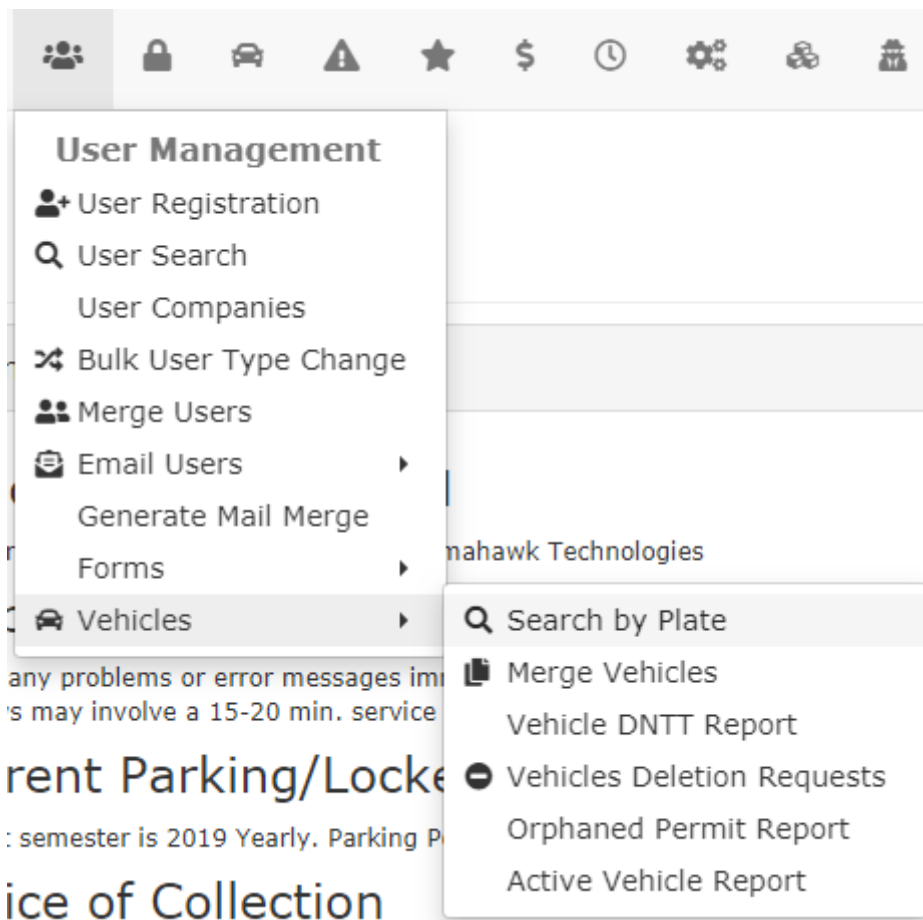 User Management
User Registration
User Search
User Companies
Bulk User Type Change
Merge Users
Email Users
Generate Mail Merge
Forms
mahawk Technologies
Vehicles
Search by Plate
Merge Vehicles
Vehicle DNTT Report
Vehicles Deletion Requests
Orphaned Permit Report
Active Vehicle Report
any problems or error messages im
s may involve a 15-20 min. service
rent Parking/Locke
semester is 2019 Yearly. Parking P
ice of Collection